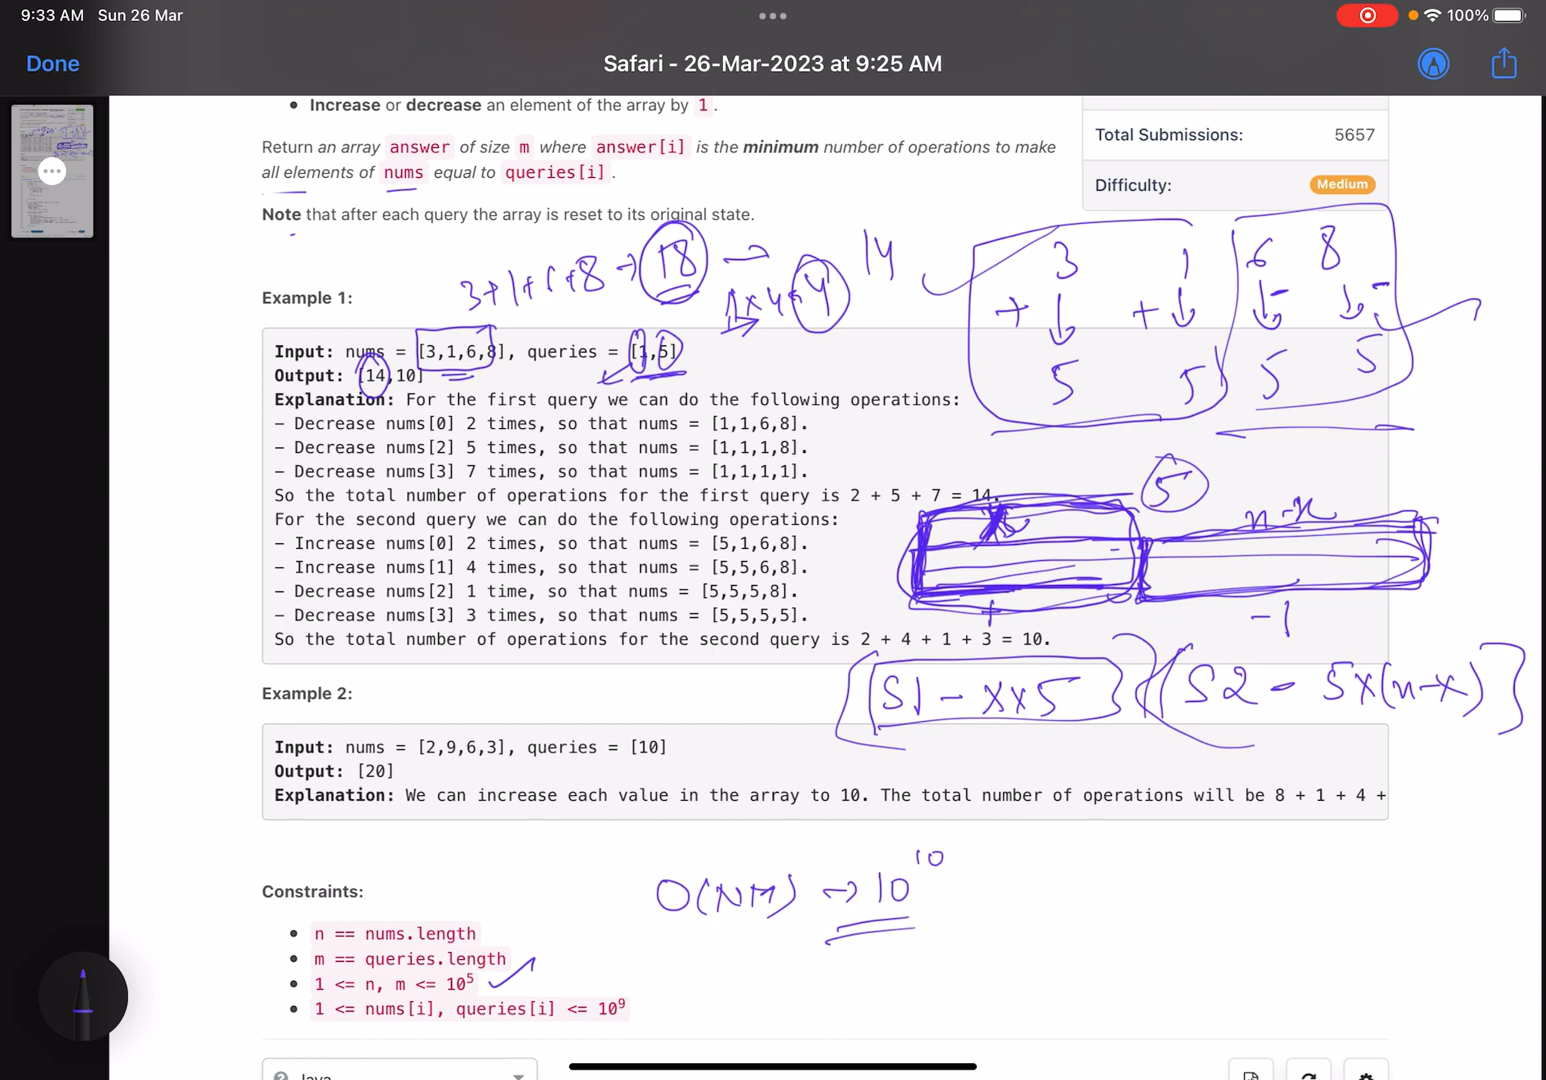 9:33 AM Sun 26 Mar
100%
Done
Safari - 26-Mar-2023 at 9:25 AM
• Increase or decrease an element of the array by 1.
Total Submissions: 5657
Return an array answer of size m where answer[i] is the minimum number of operations to make
all elements of nums equal to queries[i].
Difficulty: Medium
Note that after each query the array is reset to its original state.
3+1+6+8 → 18 → 14
1×4 = 4
3 1 6 8
+ + - -
5 5 5 5
Example 1:
Input: nums = [3,1,6,8], queries = [1,5]
Output: [14,10]
Explanation: For the first query we can do the following operations:
- Decrease nums[0] 2 times, so that nums = [1,1,6,8].
- Decrease nums[2] 5 times, so that nums = [1,1,1,8].
- Decrease nums[3] 7 times, so that nums = [1,1,1,1].
So the total number of operations for the first query is 2 + 5 + 7 = 14.
5
For the second query we can do the following operations:
n-x
- Increase nums[0] 2 times, so that nums = [5,1,6,8].
- Increase nums[1] 4 times, so that nums = [5,5,6,8].
- Decrease nums[2] 1 time, so that nums = [5,5,5,8].
- Decrease nums[3] 3 times, so that nums = [5,5,5,5].
+ -1
So the total number of operations for the second query is 2 + 4 + 1 + 3 = 10.
[S1 - x×5] [S2 - 5×(n-x)]
Example 2:
Input: nums = [2,9,6,3], queries = [10]
Output: [20]
Explanation: We can increase each value in the array to 10. The total number of operations will be 8 + 1 + 4 +
O(NM) → 10^10
Constraints:
• n == nums.length
• m == queries.length
• 1 <= n, m <= 10^5
• 1 <= nums[i], queries[i] <= 10^9
Java